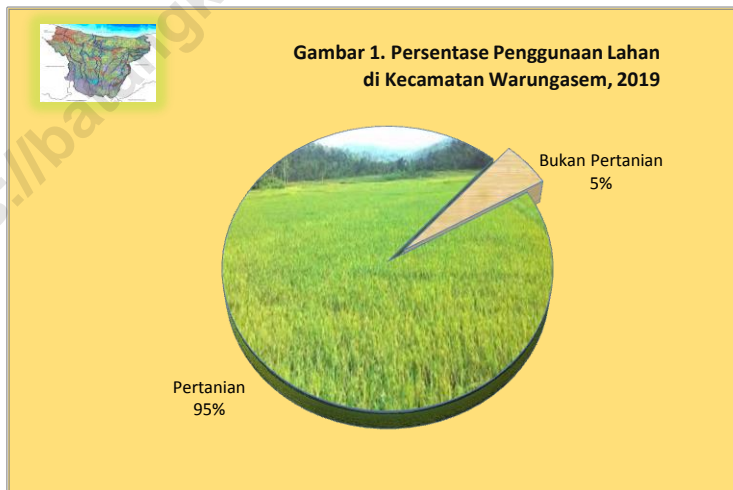 Gambar 1. Persentase Penggunaan Lahan
di Kecamatan Warungasem, 2019
Bukan Pertanian
5%
Pertanian
95%